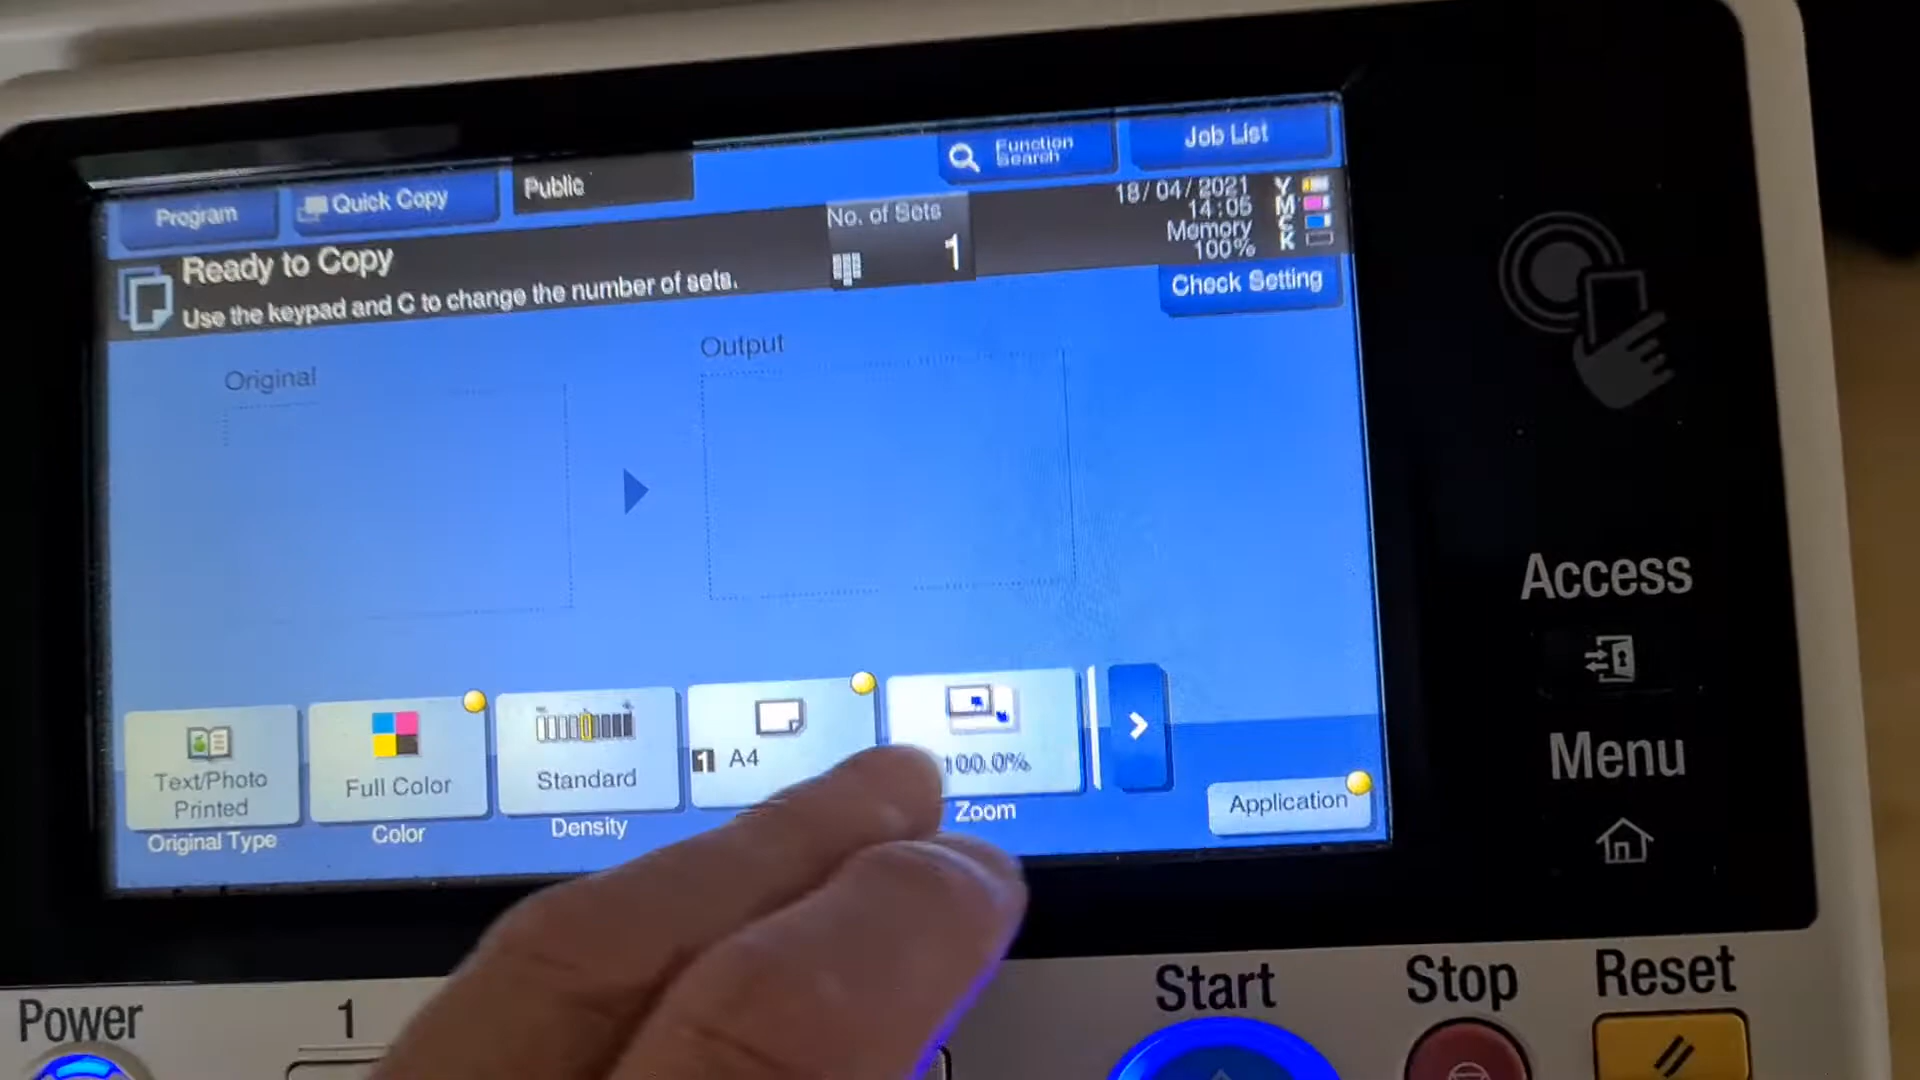 Function
Search
Job List
Program
Quick Copy
Public
No. of Sets
1
18/04/2021
14:05
Memory
100%
Y
M
C
K
Ready to Copy
Use the keypad and C to change the number of sets.
Check Setting
Original
Output
Text/Photo
Printed
Original Type
Full Color
Color
Standard
Density
1 A4
100.0%
Zoom
Application
Access
Menu
Power
1
Start
Stop
Reset